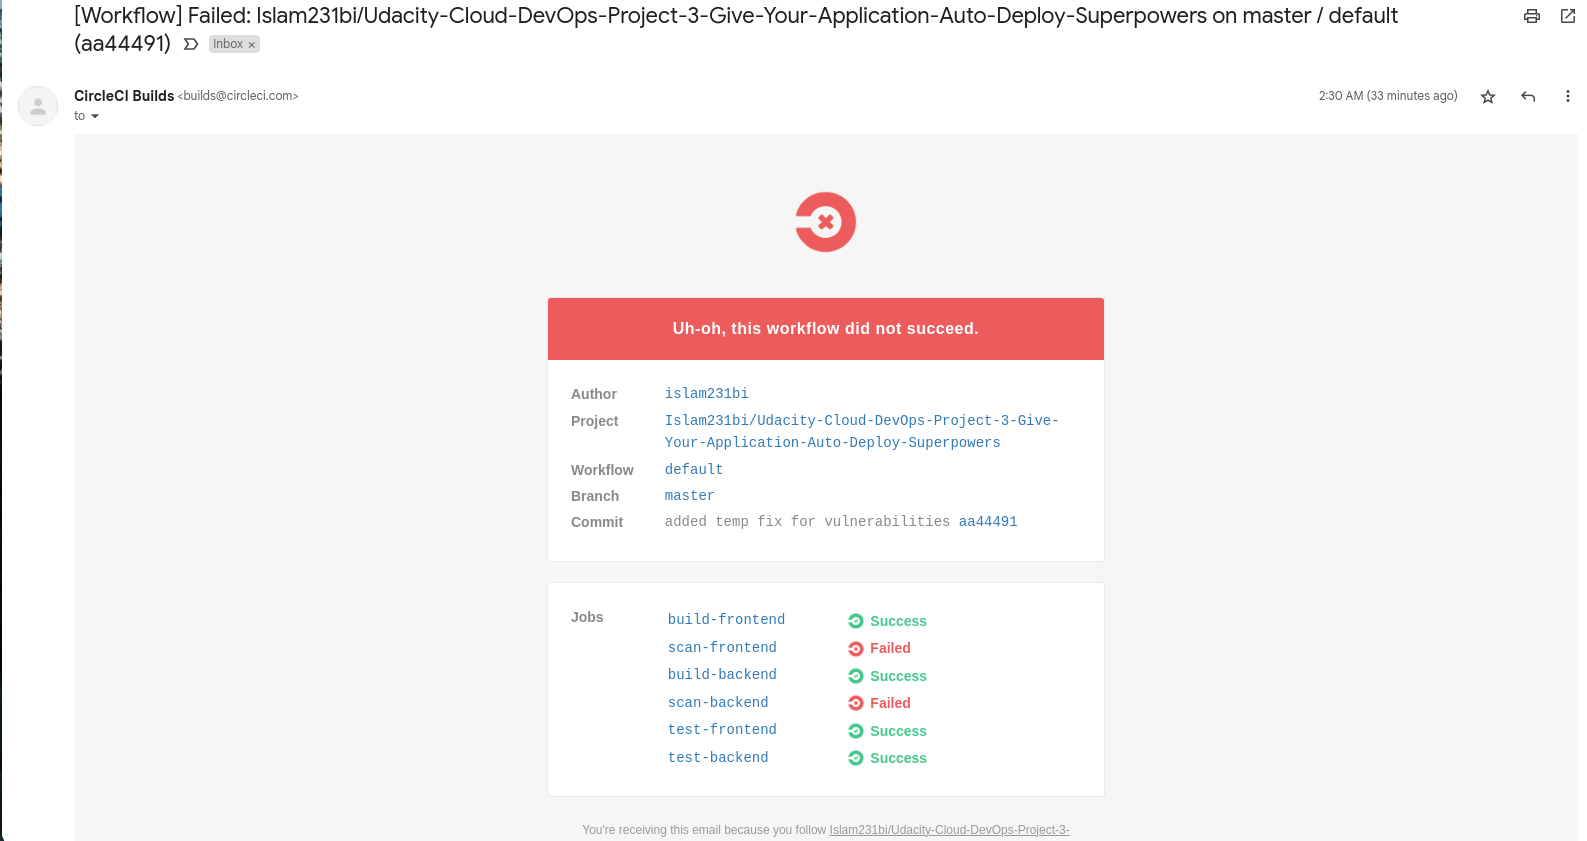 [Workflow] Failed: Islam231bi/Udacity-Cloud-DevOps-Project-3-Give-Your-Application-Auto-Deploy-Superpowers on master / default
(aa44491) Inbox ×
CircleCI Builds <builds@circleci.com>
2:30 AM (33 minutes ago)
to
Uh-oh, this workflow did not succeed.
Author islam231bi
Project Islam231bi/Udacity-Cloud-DevOps-Project-3-Give-
Your-Application-Auto-Deploy-Superpowers
Workflow default
Branch master
Commit added temp fix for vulnerabilities aa44491
Jobs build-frontend Success
scan-frontend Failed
build-backend Success
scan-backend Failed
test-frontend Success
test-backend Success
You're receiving this email because you follow Islam231bi/Udacity-Cloud-DevOps-Project-3-